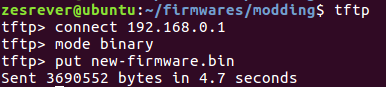 zesrever@ubuntu:~/firmwares/modding$ tftp
tftp> connect 192.168.0.1
tftp> mode binary
tftp> put new-firmware.bin
Sent 3690552 bytes in 4.7 seconds